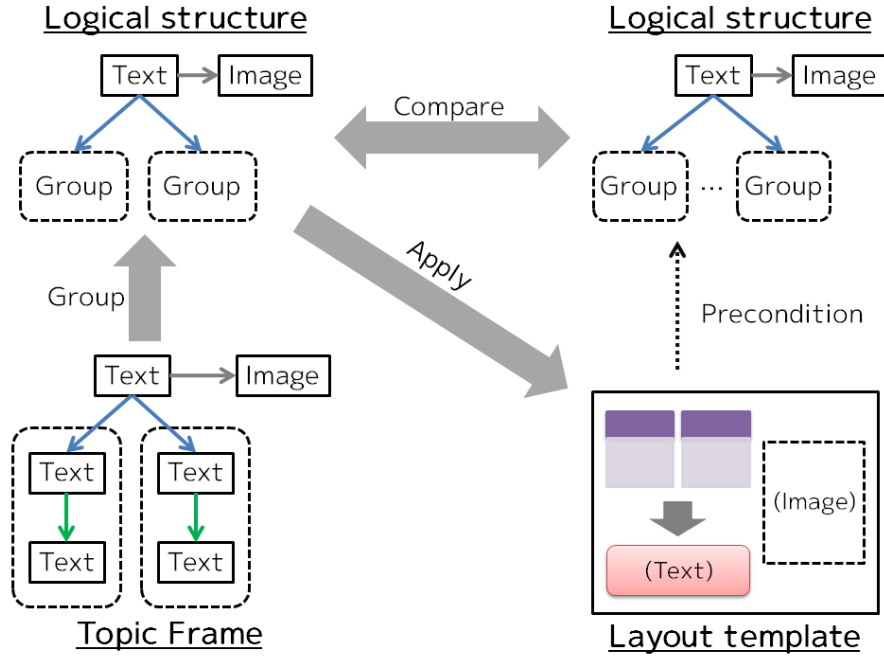 Logical structure
Logical structure
Text
Image
Text
Image
Compare
Group
Group
Group
...
Group
Apply
Group
Precondition
Text
Image
Text
Text
(Image)
Text
Text
(Text)
Topic Frame
Layout template